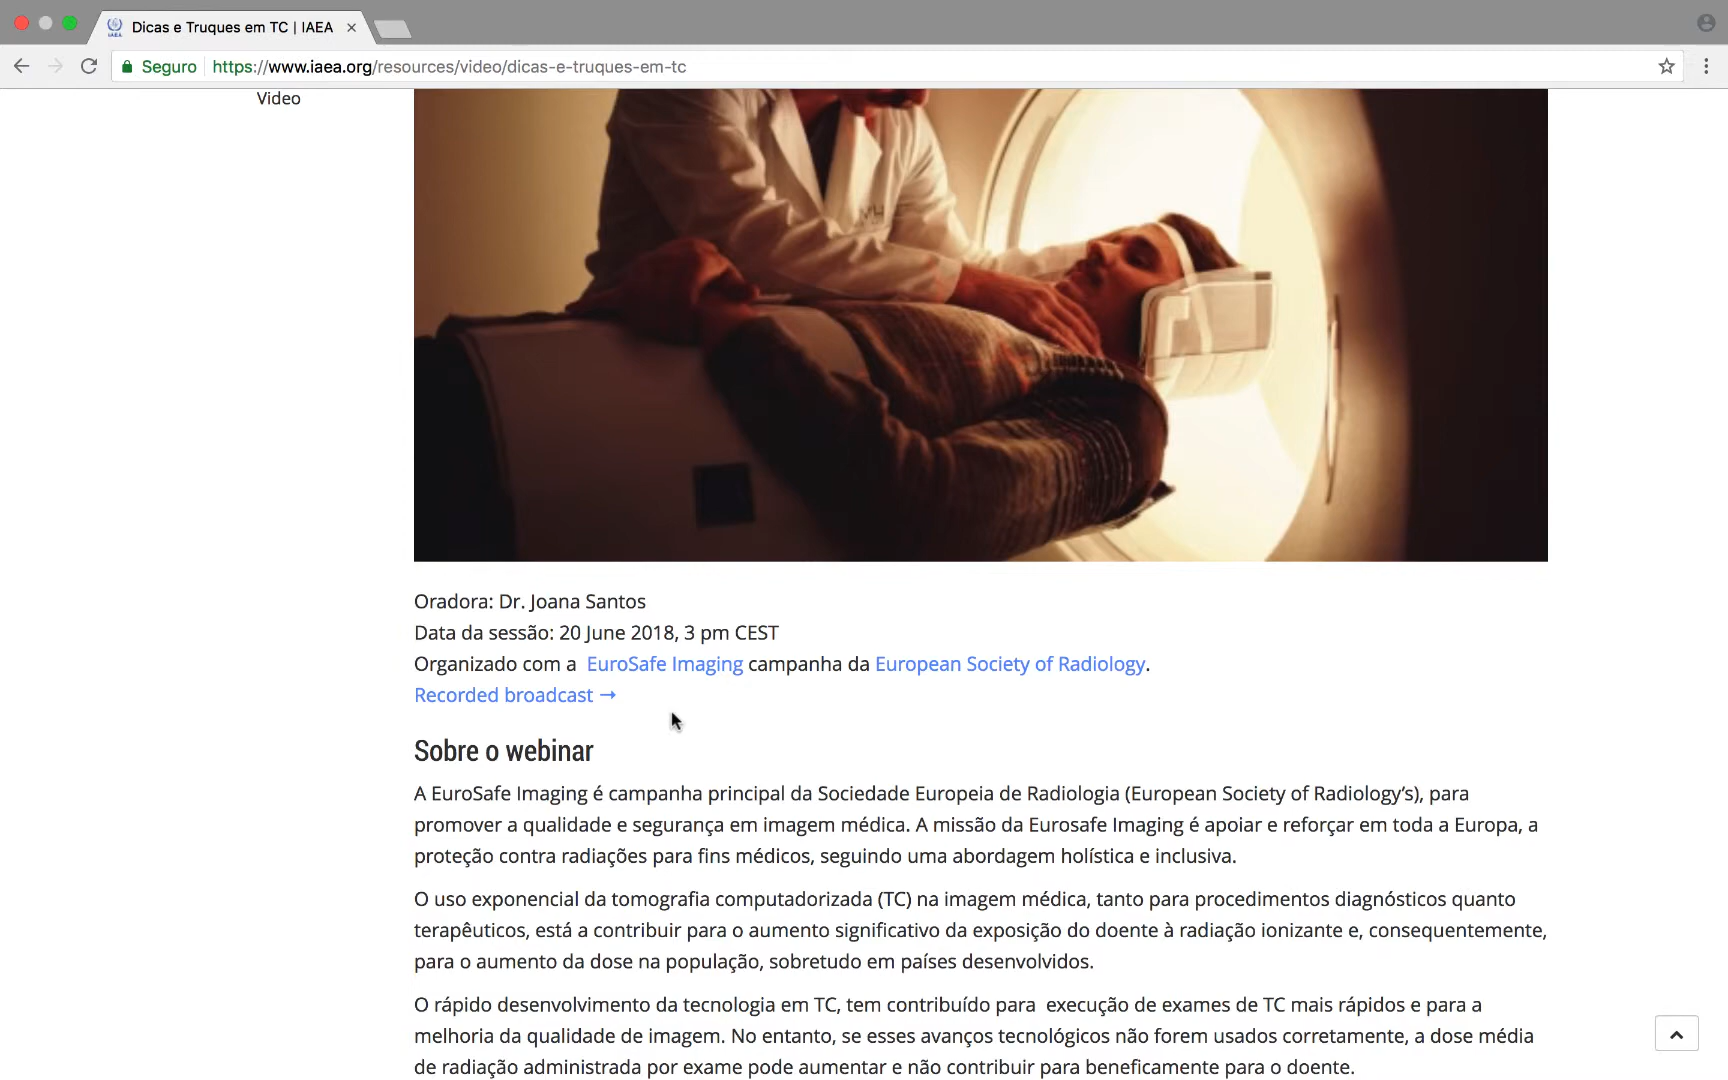 Dicas e Truques em TC | IAEA
Seguro https://www.iaea.org/resources/video/dicas-e-truques-em-tc
Video
Oradora: Dr. Joana Santos
Data da sessão: 20 June 2018, 3 pm CEST
Organizado com a EuroSafe Imaging campanha da European Society of Radiology.
Recorded broadcast →
Sobre o webinar
A EuroSafe Imaging é campanha principal da Sociedade Europeia de Radiologia (European Society of Radiology’s), para
promover a qualidade e segurança em imagem médica. A missão da Eurosafe Imaging é apoiar e reforçar em toda a Europa, a
proteção contra radiações para fins médicos, seguindo uma abordagem holística e inclusiva.
O uso exponencial da tomografia computadorizada (TC) na imagem médica, tanto para procedimentos diagnósticos quanto
terapêuticos, está a contribuir para o aumento significativo da exposição do doente à radiação ionizante e, consequentemente,
para o aumento da dose na população, sobretudo em países desenvolvidos.
O rápido desenvolvimento da tecnologia em TC, tem contribuído para execução de exames de TC mais rápidos e para a
melhoria da qualidade de imagem. No entanto, se esses avanços tecnológicos não forem usados corretamente, a dose média
de radiação administrada por exame pode aumentar e não contribuir para beneficamente para o doente.